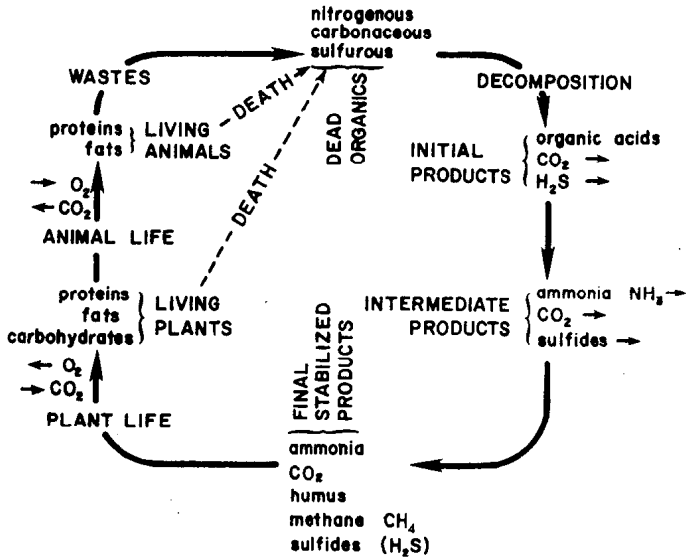 nitrogenous
carbonaceous
sulfurous
DEAD
ORGANICS
DECOMPOSITION
INITIAL
PRODUCTS
organic acids
CO₂ →
H₂S →
INTERMEDIATE
PRODUCTS
ammonia NH₃ →
CO₂ →
sulfides →
FINAL
STABILIZED
PRODUCTS
ammonia
CO₂
humus
methane CH₄
sulfides (H₂S)
PLANT LIFE
→ CO₂
← O₂
proteins
fats
carbohydrates
LIVING
PLANTS
DEATH
ANIMAL LIFE
← CO₂
→ O₂
proteins
fats
LIVING
ANIMALS
DEATH
WASTES